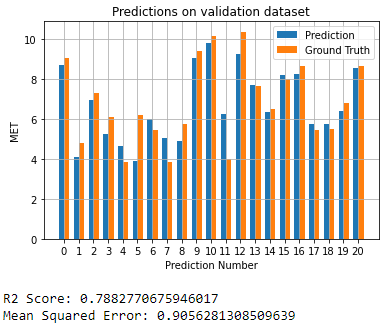 Predictions on validation dataset
Prediction
Ground Truth
10
8
6
4
2
0
MET
0 1 2 3 4 5 6 7 8 9 10 11 12 13 14 15 16 17 18 19 20
Prediction Number
R2 Score: 0.7882770675946017
Mean Squared Error: 0.9056281308509639